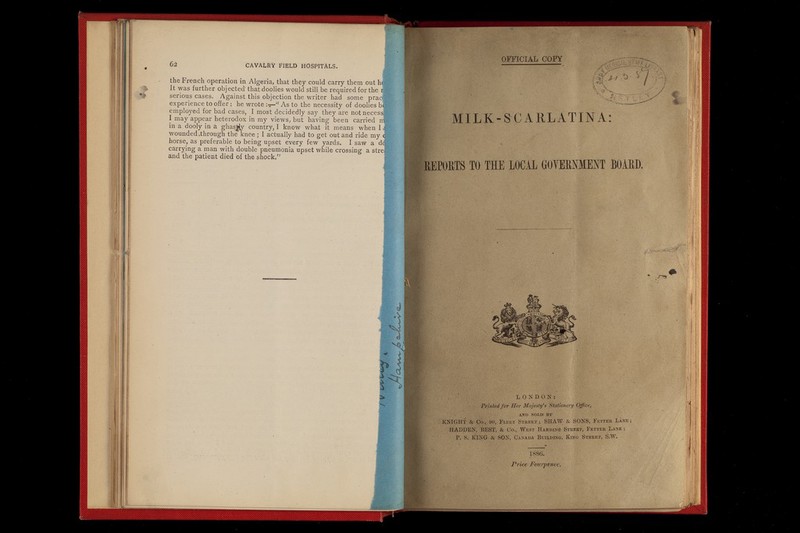 62
CAVALRY FIELD HOSPITALS.
the French operation in Algeria, that they could carry them out
It was further objected that doolies would still be required for the
serious cases. Against this objection the writer had some
experience to offer: he wrote:—" As to the necessity of doolies
employed for bad cases, I most decidedly say they are not
I may appear heterodox in my views, but having been carried
in a dooly in a country, I know what it means when I
wounded through the knee; I actually had to get out and ride my
horse, as preferable to being upset every few yards. I saw a
carrying a man with double pneumonia upset while crossing a
and the patient died of the shock."
Hampshire
OFFICIAL COPY
MILK-SCARLATINA:
REPORTS TO THE LOCAL GOVERNMENT BOARD.
LONDON:
Printed for Her Majesty's Stationery Office,
AND SOLD BY
KNIGHT & Co., 90, FLEET STREET; SHAW & SONS, FETTER LANE;
HADDEN, BEST, & Co., WEST HARDING STREET, FETTER LANE;
P. S. KING & SON, CANADA BUILDING, KING STREET, S.W.
1886.
Price Fourpence.